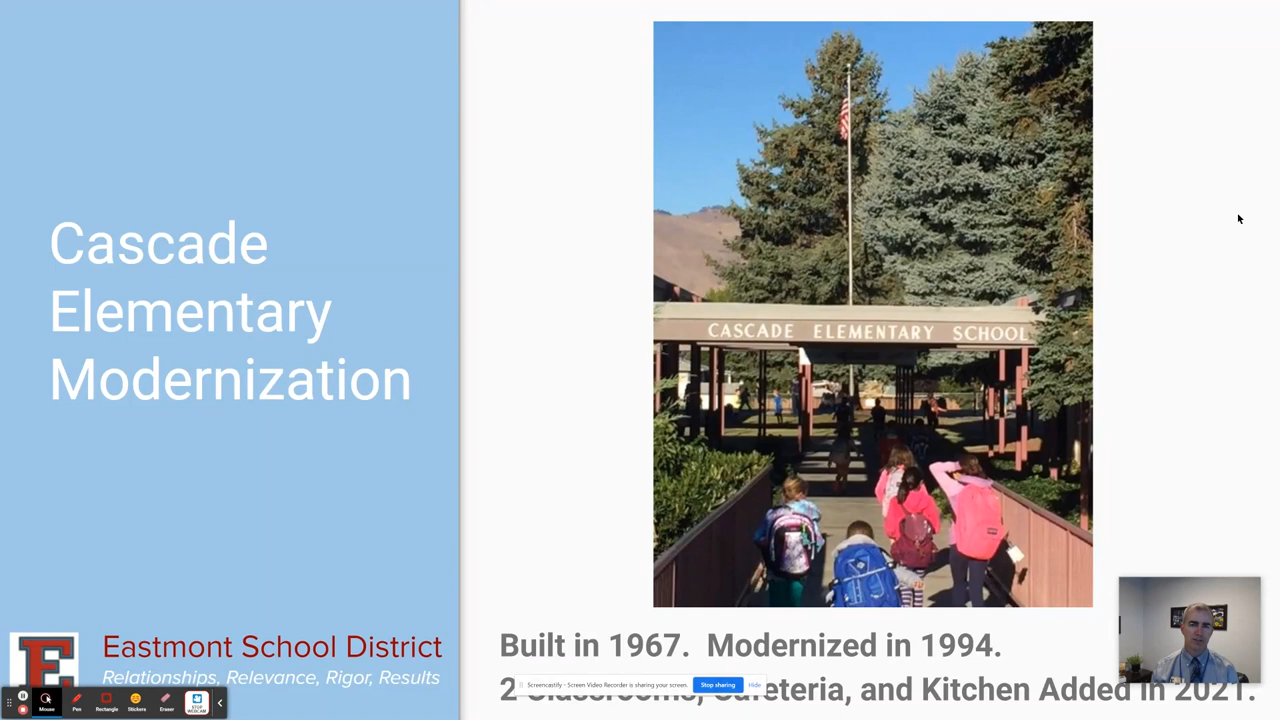 Cascade
Elementary
Modernization
CASCADE ELEMENTARY SCHOOL
Eastmont School District
Relationships, Relevance, Rigor, Results
E
Built in 1967. Modernized in 1994.
2 Classrooms, Cafeteria, and Kitchen Added in 2021.
Screencastify - Screen Video Recorder is sharing your screen. Stop sharing Hide
Mouse Pen Rectangle Stickers Eraser STOP WEBCAM